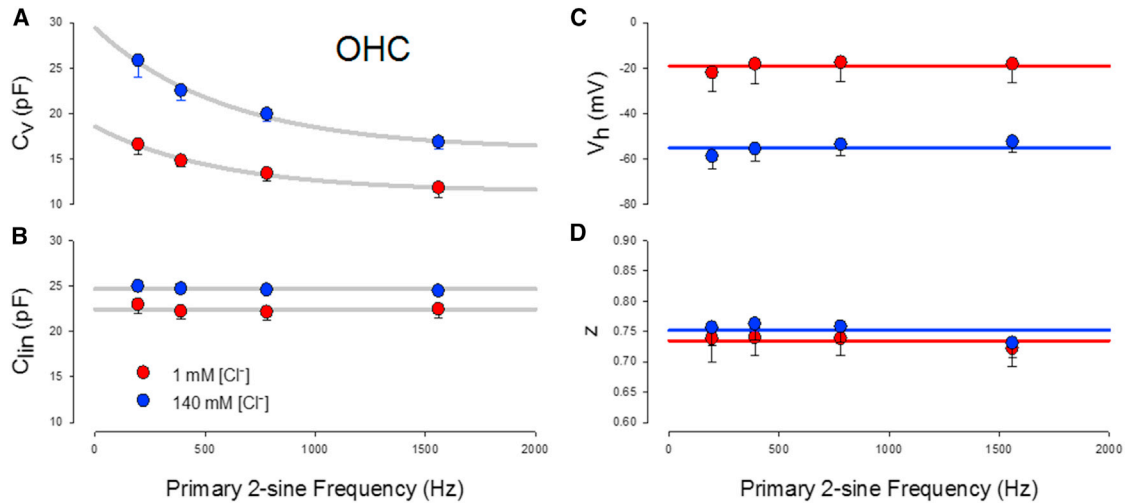 A
OHC
30
25
20
15
10
C_v (pF)
B
30
25
20
15
10
C_lin (pF)
1 mM [Cl⁻]
140 mM [Cl⁻]
0 500 1000 1500 2000
Primary 2-sine Frequency (Hz)
C
0
-20
-40
-60
-80
V_h (mV)
D
0.90
0.85
0.80
0.75
0.70
0.65
0.60
z
0 500 1000 1500 2000
Primary 2-sine Frequency (Hz)